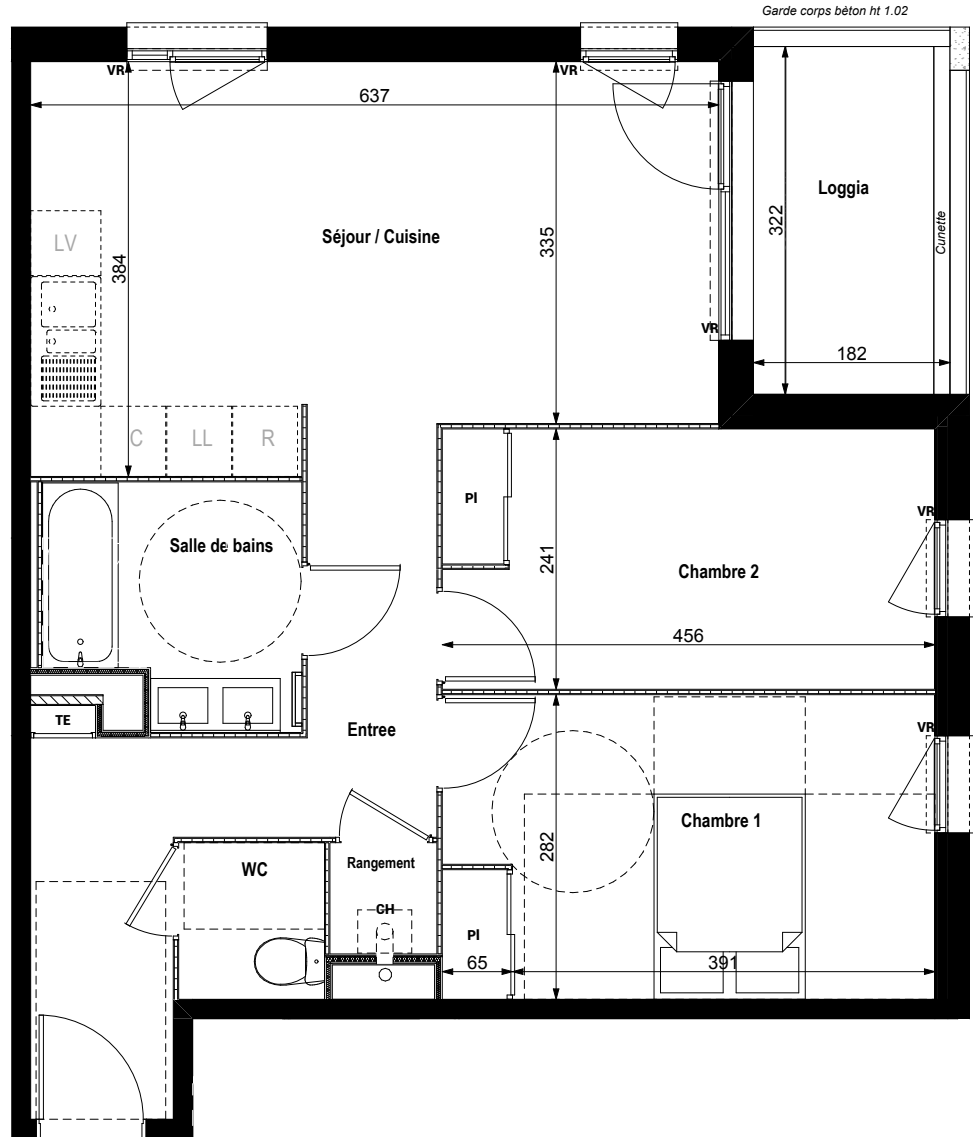 Garde corps béton ht 1.02
VR
VR
637
Loggia
Séjour / Cuisine
LV
384
335
322
Cunette
VR
182
C
LL
R
Pl
VR
Salle de bains
241
Chambre 2
456
TE
Entree
VR
Chambre 1
282
WC
Rangement
CH
Pl
65
391